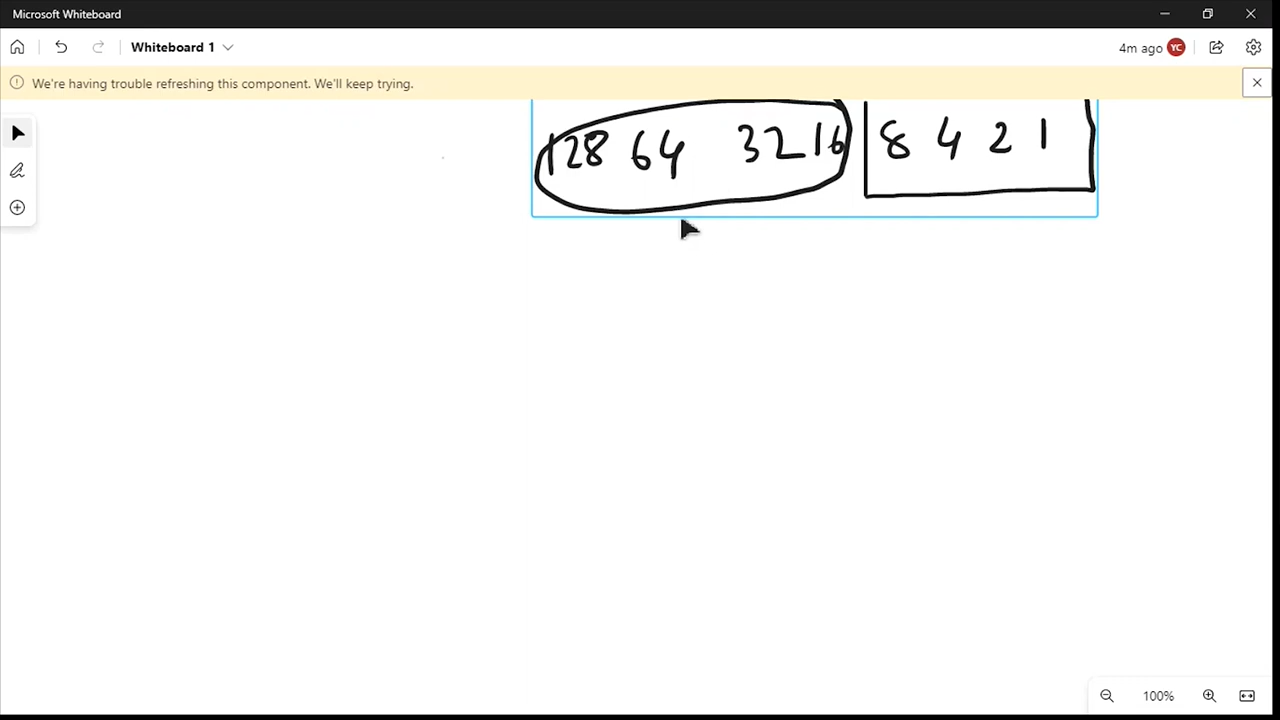 Microsoft Whiteboard
Whiteboard 1
4m ago YC
We're having trouble refreshing this component. We'll keep trying.
128 64 32 16 8 4 2 1
100%